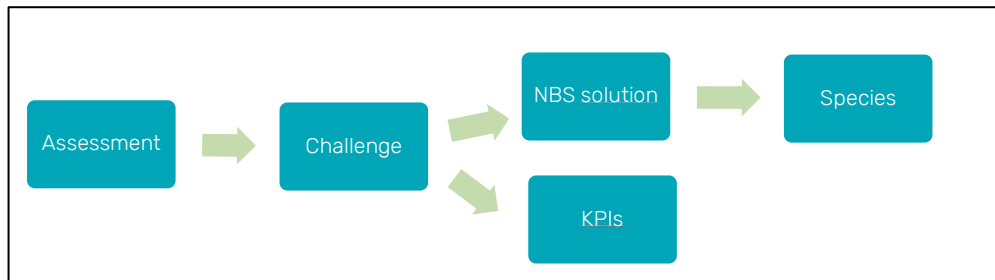 Assessment
Challenge
NBS solution
Species
KPIs